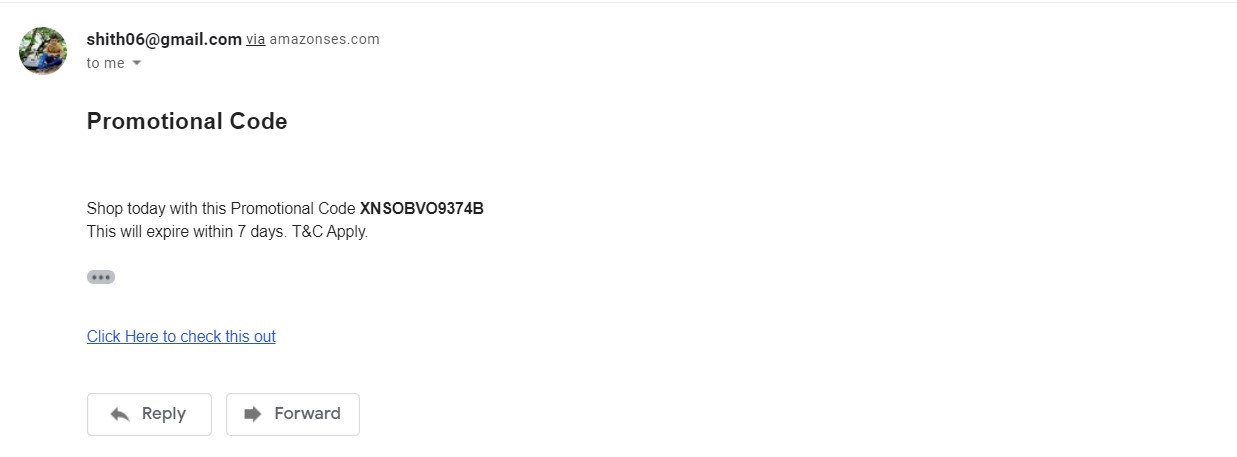 shith06@gmail.com via amazonses.com
to me
Promotional Code
Shop today with this Promotional Code XNSOBVO9374B
This will expire within 7 days. T&C Apply.
Click Here to check this out
Reply Forward